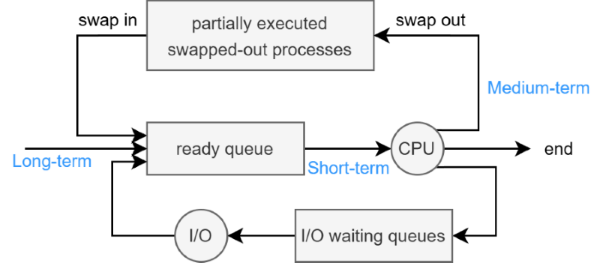 swap in
partially executed
swapped-out processes
swap out
Medium-term
Long-term
ready queue
Short-term
CPU
end
I/O
I/O waiting queues